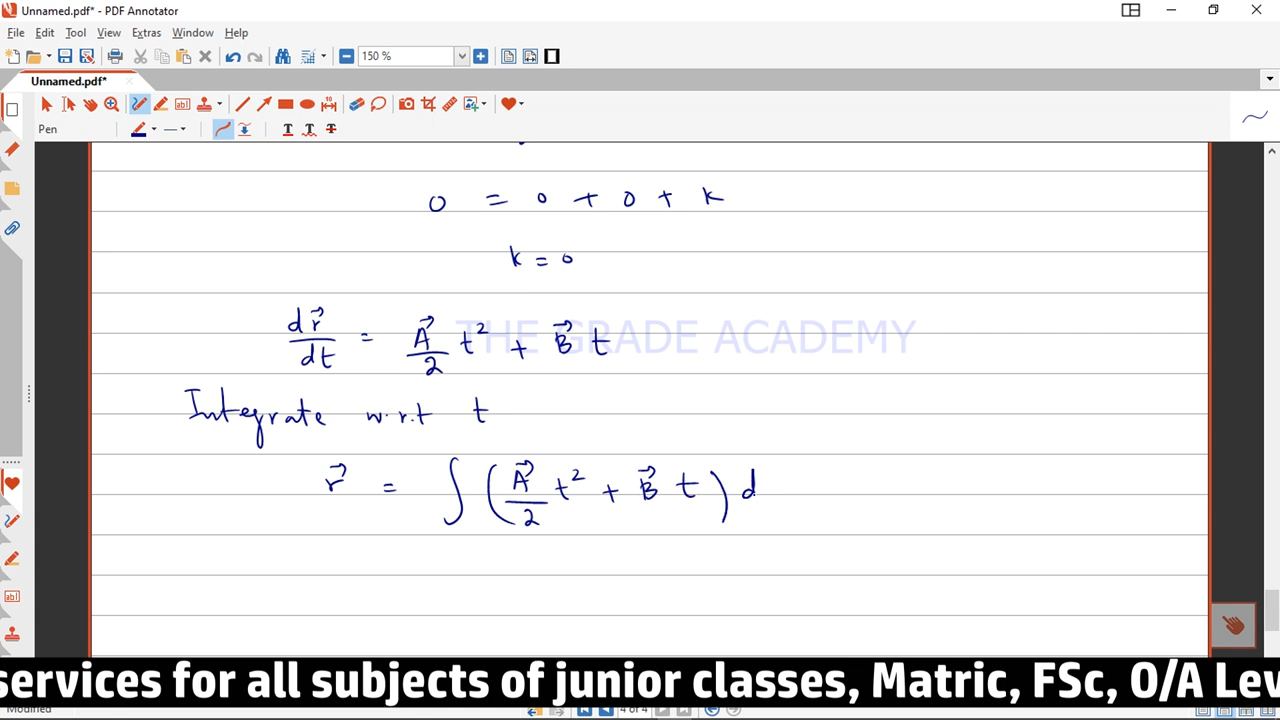 Unnamed.pdf* - PDF Annotator
File Edit Tool View Extras Window Help
150 %
Unnamed.pdf*
Pen
0 = 0 + 0 + k
k = 0
dr⃗/dt = A⃗/2 t² + B⃗ t
THE GRADE ACADEMY
Integrate w.r.t t
r⃗ = ∫ (A⃗/2 t² + B⃗ t) d
services for all subjects of junior classes, Matric, FSc, O/A Lev
Modified 4 of 4